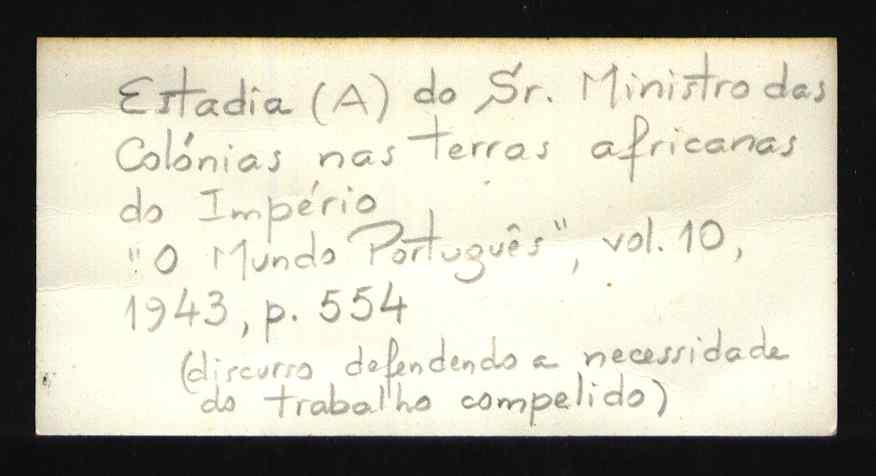 Estadia (A) do Sr. Ministro das
Colónias nas terras africanas
do Império
"O Mundo Português", vol. 10,
1943, p. 554
(discurso defendendo a necessidade
do trabalho compelido)